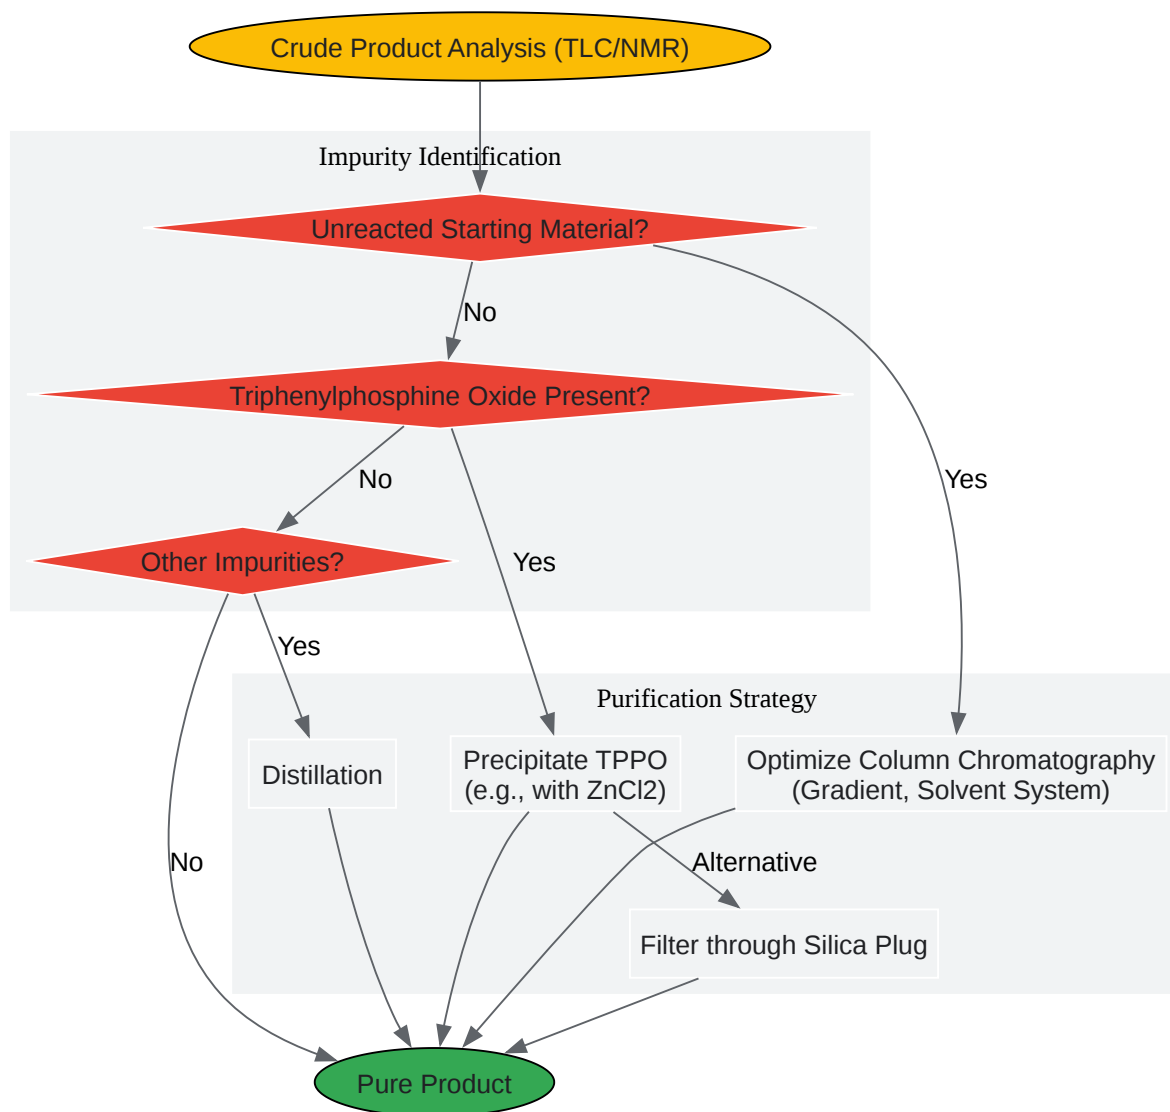 Crude Product Analysis (TLC/NMR)
Impurity Identification
Unreacted Starting Material?
No
Triphenylphosphine Oxide Present?
No
Yes
Other Impurities?
Yes
Yes
Purification Strategy
Distillation
Precipitate TPPO
(e.g., with ZnCl2)
Optimize Column Chromatography
(Gradient, Solvent System)
No
Alternative
Filter through Silica Plug
Pure Product